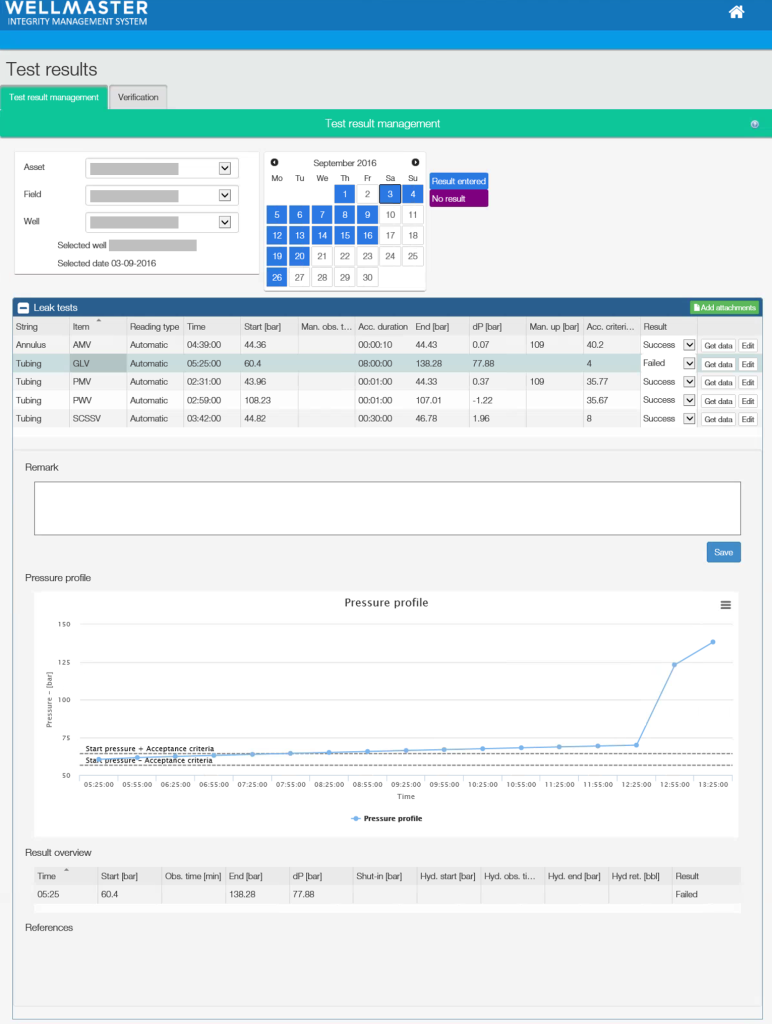 WELLMASTER
INTEGRITY MANAGEMENT SYSTEM
Test results
Test result management Verification
Test result management
Asset
Field
Well
Selected well
Selected date 03-09-2016
September 2016
Mo Tu We Th Fr Sa Su
1 2 3 4
5 6 7 8 9 10 11
12 13 14 15 16 17 18
19 20 21 22 23 24 25
26 27 28 29 30
Result entered
No result
Leak tests Add attachments
String Item Reading type Time Start [bar] Man. obs. t... Acc. duration End [bar] dP [bar] Man. up [bar] Acc. criteri... Result
Annulus AMV Automatic 04:39:00 44.36 00:00:10 44.43 0.07 109 40.2 Success Get data Edit
Tubing GLV Automatic 05:25:00 60.4 08:00:00 138.28 77.88 4 Failed Get data Edit
Tubing PMV Automatic 02:31:00 43.96 00:01:00 44.33 0.37 109 35.77 Success Get data Edit
Tubing PWV Automatic 02:59:00 108.23 00:01:00 107.01 -1.22 35.67 Success Get data Edit
Tubing SCSSV Automatic 03:42:00 44.82 00:30:00 46.78 1.96 8 Success Get data Edit
Remark
Save
Pressure profile
Pressure profile
150
125
100
75
50
Pressure - [bar]
Start pressure + Acceptance criteria
Start pressure - Acceptance criteria
05:25:00 05:55:00 06:25:00 06:55:00 07:25:00 07:55:00 08:25:00 08:55:00 09:25:00 09:55:00 10:25:00 10:55:00 11:25:00 11:55:00 12:25:00 12:55:00 13:25:00
Time
Pressure profile
Result overview
Time Start [bar] Obs. time [min] End [bar] dP [bar] Shut-in [bar] Hyd. start [bar] Hyd. obs. ti... Hyd. end [bar] Hyd ret. [bbl] Result
05:25 60.4 138.28 77.88 Failed
References